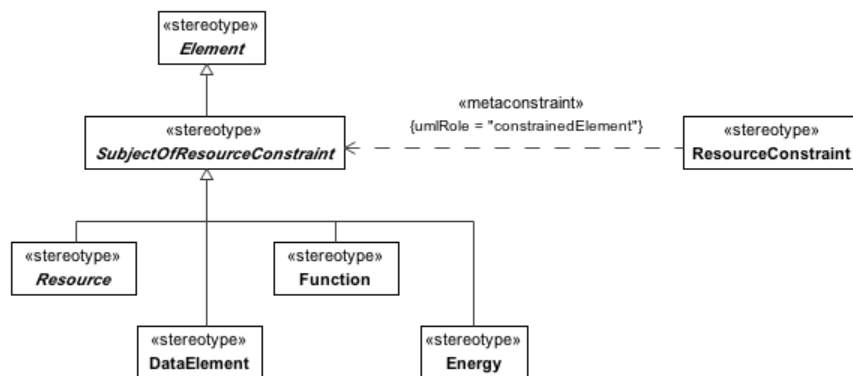 «stereotype»
Element
«metaconstraint»
{umlRole = "constrainedElement"}
«stereotype»
SubjectOfResourceConstraint
«stereotype»
ResourceConstraint
«stereotype»
Resource
«stereotype»
Function
«stereotype»
DataElement
«stereotype»
Energy